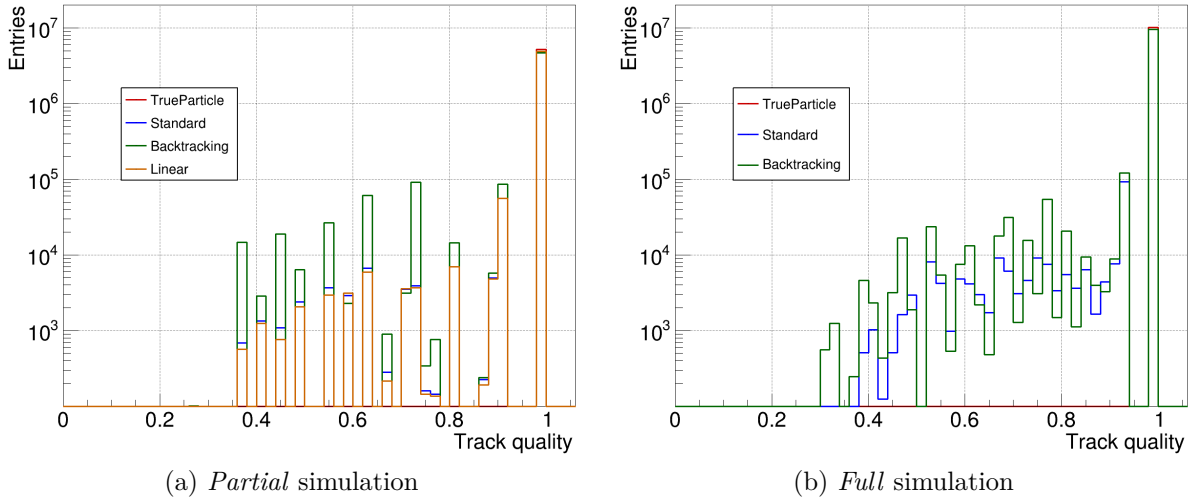 Entries
10^7
10^6
10^5
10^4
10^3
TrueParticle
Standard
Backtracking
Linear
0
0.2
0.4
0.6
0.8
1
Track quality
(a) Partial simulation
Entries
10^7
10^6
10^5
10^4
10^3
TrueParticle
Standard
Backtracking
0
0.2
0.4
0.6
0.8
1
Track quality
(b) Full simulation